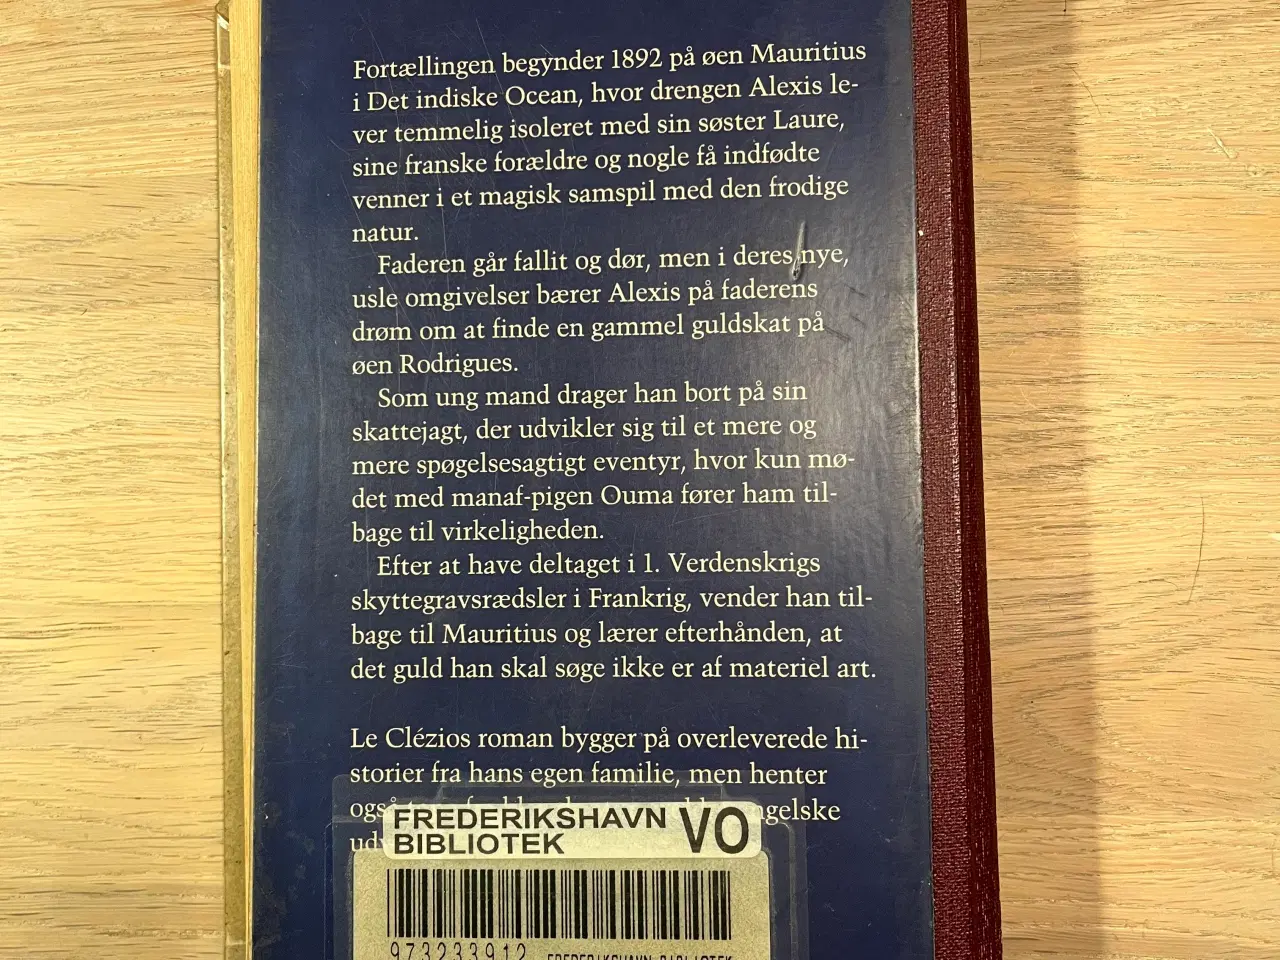 Fortællingen begynder 1892 på øen Mauritius
i Det indiske Ocean, hvor drengen Alexis le-
ver temmelig isoleret med sin søster Laure,
sine franske forældre og nogle få indfødte
venner i et magisk samspil med den frodige
natur.
Faderen går fallit og dør, men i deres nye,
usle omgivelser bærer Alexis på faderens
drøm om at finde en gammel guldskat på
øen Rodrigues.
Som ung mand drager han bort på sin
skattejagt, der udvikler sig til et mere og
mere spøgelsesagtigt eventyr, hvor kun mø-
det med manaf-pigen Ouma fører ham til-
bage til virkeligheden.
Efter at have deltaget i 1. Verdenskrigs
skyttegravsrædsler i Frankrig, vender han til-
bage til Mauritius og lærer efterhånden, at
det guld han skal søge ikke er af materiel art.
Le Clézios roman bygger på overleverede hi-
storier fra hans egen familie, men henter
FREDERIKSHAVN VO
BIBLIOTEK
973233912 FREDERIKSHAVN BIBLIOTEK